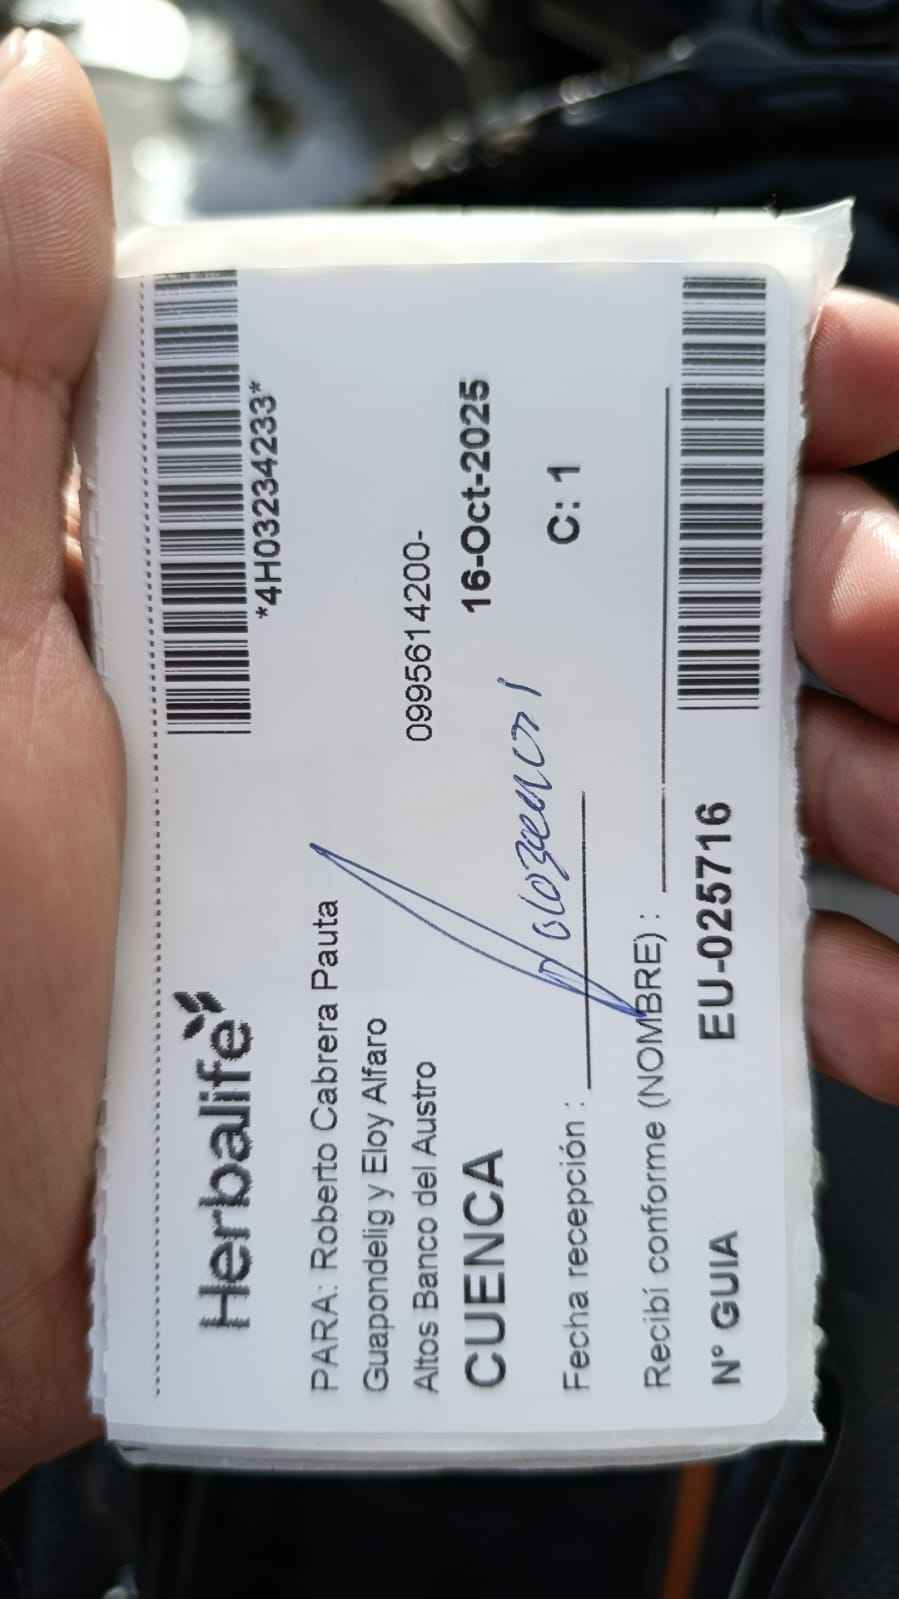 Herbalife
*4H03234233*
PARA: Roberto Cabrera Pauta
Guapondelig y Eloy Alfaro
Altos Banco del Austro
0995614200-
CUENCA
16-Oct-2025
Fecha recepción :
C: 1
Recibí conforme (NOMBRE) :
N° GUIA
EU-025716